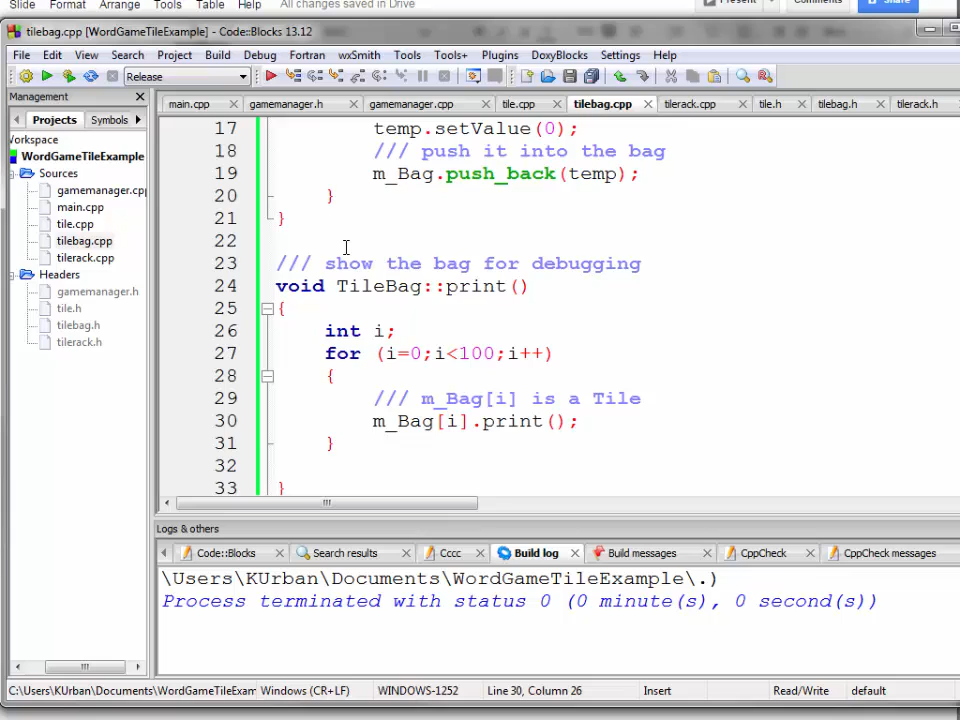 Slide Format Arrange Tools Table Help All changes saved in Drive Present Comments Share
tilebag.cpp [WordGameTileExample] - Code::Blocks 13.12
File Edit View Search Project Build Debug Fortran wxSmith Tools Tools+ Plugins DoxyBlocks Settings Help
Release
Management
main.cpp gamemanager.h gamemanager.cpp tile.cpp tilebag.cpp tilerack.cpp tile.h tilebag.h tilerack.h
Projects Symbols
Workspace
WordGameTileExample
Sources
gamemanager.cpp
main.cpp
tile.cpp
tilebag.cpp
tilerack.cpp
Headers
gamemanager.h
tile.h
tilebag.h
tilerack.h
17 temp.setValue(0);
18 /// push it into the bag
19 m_Bag.push_back(temp);
20 }
21 }
22
23 /// show the bag for debugging
24 void TileBag::print()
25 {
26 int i;
27 for (i=0;i<100;i++)
28 {
29 /// m_Bag[i] is a Tile
30 m_Bag[i].print();
31 }
32
33 }
Logs & others
Code::Blocks Search results Cccc Build log Build messages CppCheck CppCheck messages
\Users\KUrban\Documents\WordGameTileExample\.)
Process terminated with status 0 (0 minute(s), 0 second(s))
C:\Users\KUrban\Documents\WordGameTileExam Windows (CR+LF) WINDOWS-1252 Line 30, Column 26 Insert Read/Write default